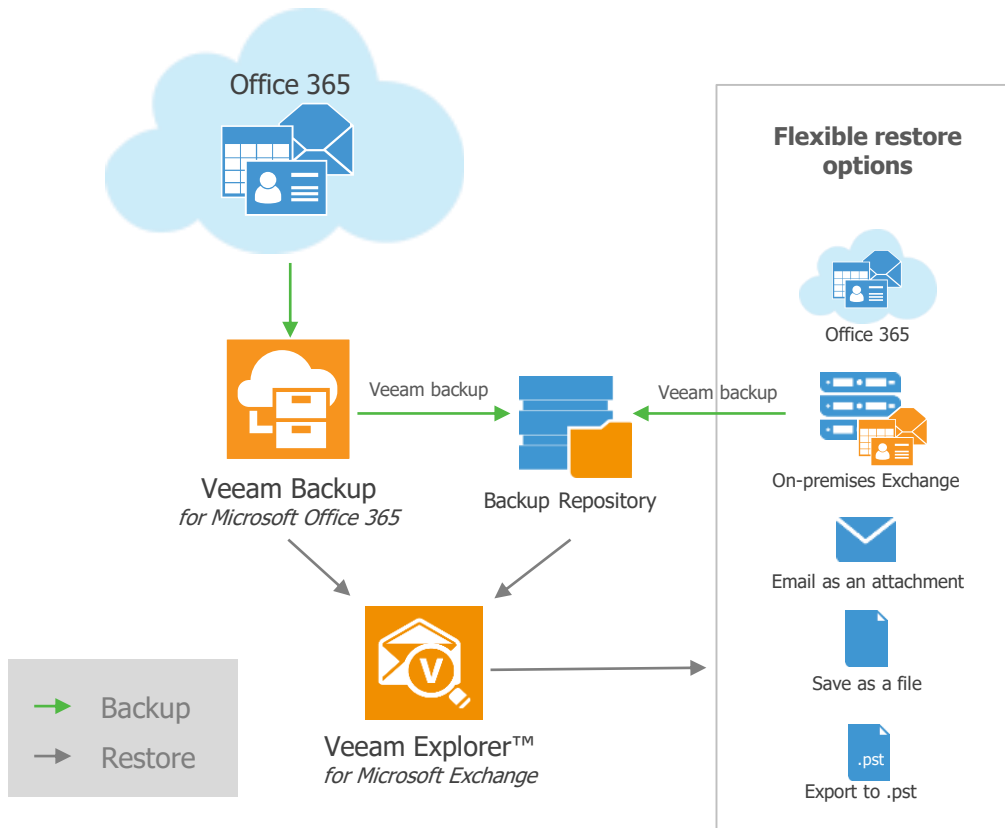 Office 365
Flexible restore
options
Office 365
Veeam backup
Veeam backup
Veeam Backup
for Microsoft Office 365
Backup Repository
On-premises Exchange
Email as an attachment
V
Save as a file
Backup
Restore
Veeam Explorer™
for Microsoft Exchange
.pst
Export to .pst